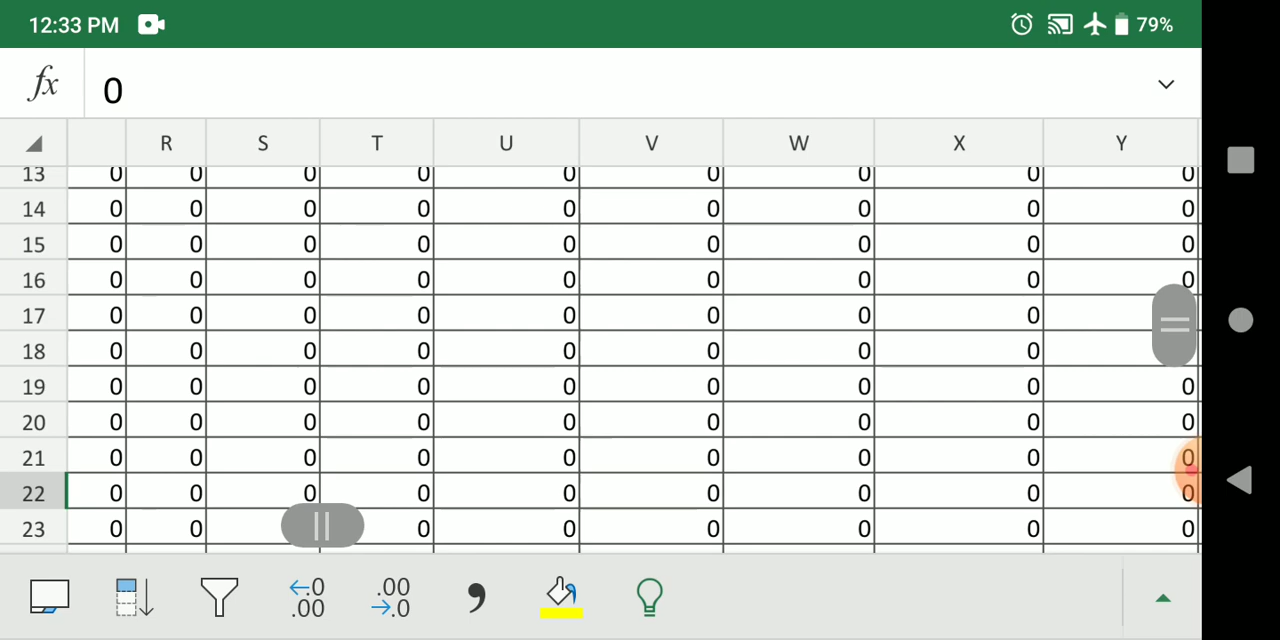 12:33 PM 79%
fx 0
R S T U V W X Y
13 0 0 0 0 0 0 0 0 0
14 0 0 0 0 0 0 0 0 0
15 0 0 0 0 0 0 0 0 0
16 0 0 0 0 0 0 0 0 0
17 0 0 0 0 0 0 0 0
18 0 0 0 0 0 0 0 0
19 0 0 0 0 0 0 0 0 0
20 0 0 0 0 0 0 0 0 0
21 0 0 0 0 0 0 0 0 0
22 0 0 0 0 0 0 0 0 0
23 0 0 0 0 0 0 0 0 0
←.0 .00 ,
.00 →.0